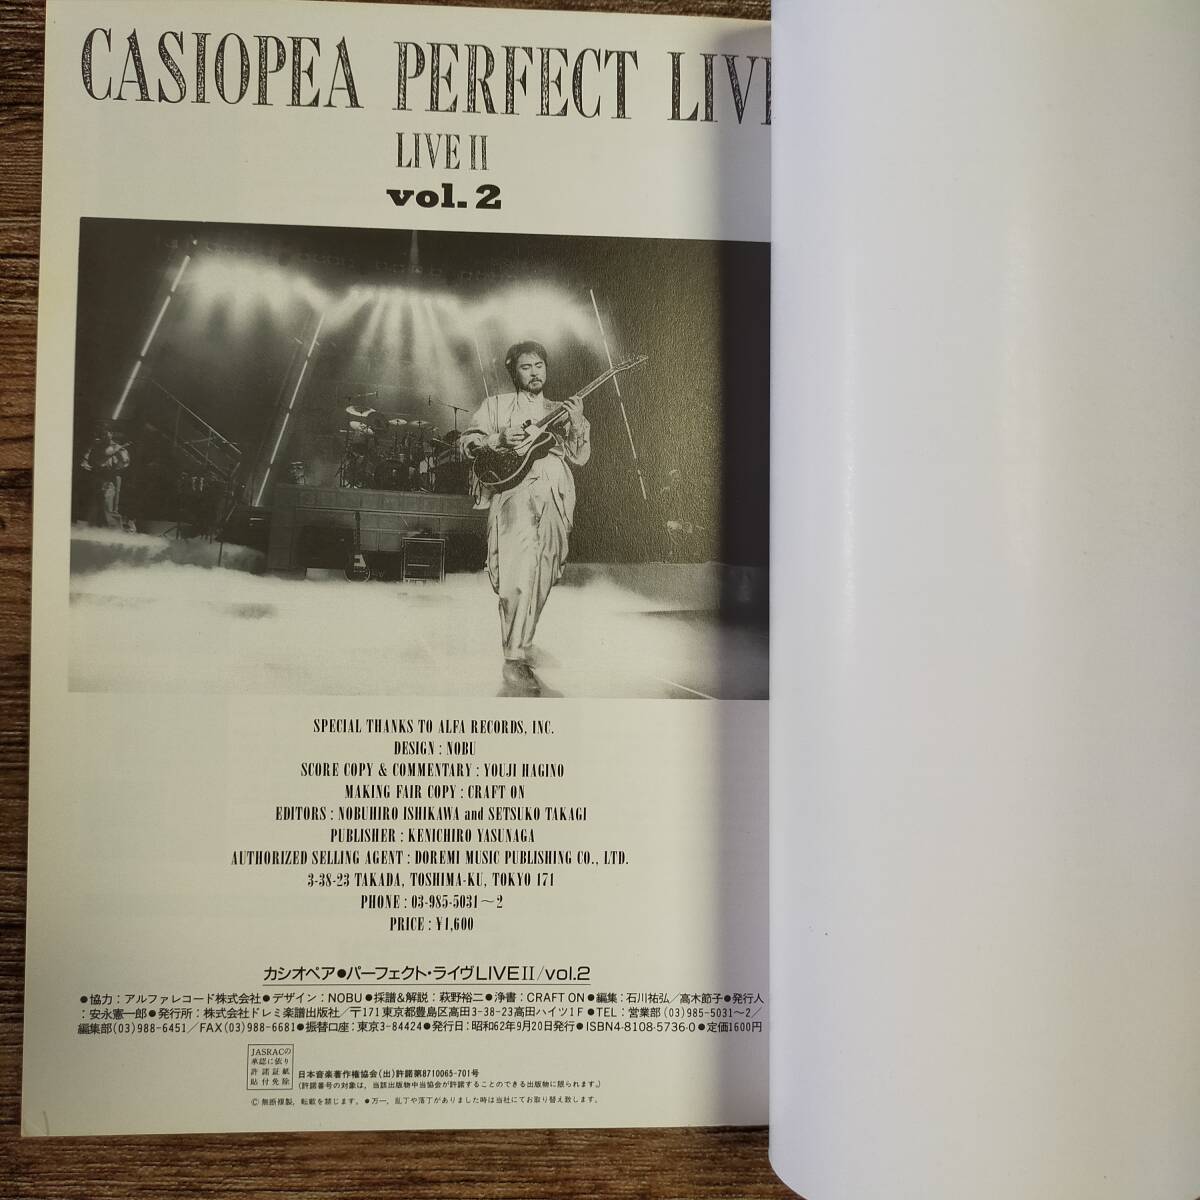 CASIOPEA PERFECT LIVE
LIVE II
vol.2
SPECIAL THANKS TO ALFA RECORDS, INC.
DESIGN : NOBU
SCORE COPY & COMMENTARY : YOUJI HAGINO
MAKING FAIR COPY : CRAFT ON
EDITORS : NOBUHIRO ISHIKAWA and SETSUKO TAKAGI
PUBLISHER : KENICHIRO YASUNAGA
AUTHORIZED SELLING AGENT : DOREMI MUSIC PUBLISHING CO., LTD.
3-38-23 TAKADA, TOSHIMA-KU, TOKYO 171
PHONE : 03-985-5031～2
PRICE : ¥1,600
カシオペア●パーフェクト・ライヴLIVE II/vol.2
●協力：アルファレコード株式会社●デザイン：NOBU●採譜&解説：萩野裕二●浄書：CRAFT ON●編集：石川祐弘／高木節子●発行人
：安永憲一郎●発行所：株式会社ドレミ楽譜出版社／〒171東京都豊島区高田3-38-23高田ハイツ1F●TEL：営業部(03)985-5031～2／
編集部(03)988-6451／FAX(03)988-6681●振替口座：東京3-84424●発行日：昭和62年9月20日発行●ISBN4-8108-5736-0●定価1600円
JASRACの
承認に依り
許諾証紙
貼付免除
日本音楽著作権協会(出)許諾第8710065-701号
(許諾番号の対象は、当該出版物中当協会が許諾することのできる出版物に限られます。)
© 無断複製，転載を禁じます。●万一，乱丁や落丁がありました時は当社にてお取り替え致します。